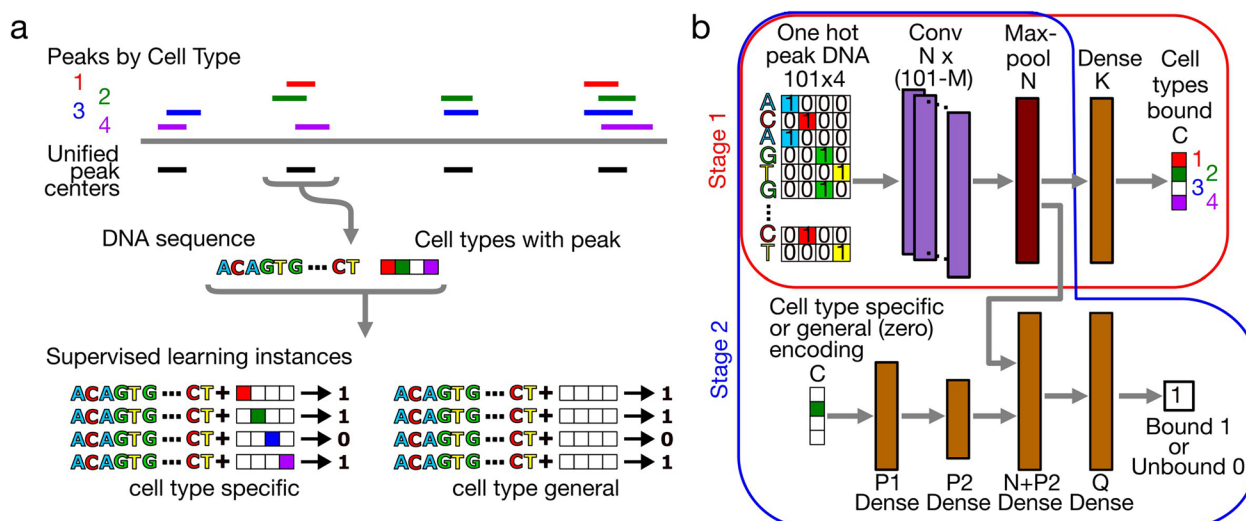 a
Peaks by Cell Type
1
2
3
4
Unified
peak
centers
DNA sequence
Cell types with peak
ACAGTG ··· CT
Supervised learning instances
ACAGTG ··· CT + → 1
ACAGTG ··· CT + → 1
ACAGTG ··· CT + → 0
ACAGTG ··· CT + → 1
cell type specific
ACAGTG ··· CT + → 1
ACAGTG ··· CT + → 1
ACAGTG ··· CT + → 0
ACAGTG ··· CT + → 1
cell type general
b
Stage 1
One hot
peak DNA
101x4
A 1 0 0 0
C 0 1 0 0
A 1 0 0 0
G 0 0 1 0
T 0 0 0 1
G 0 0 1 0
C 0 1 0 0
T 0 0 0 1
Conv
N x
(101-M)
Max-
pool
N
Dense
K
Cell
types
bound
C
1
2
3
4
Stage 2
Cell type specific
or general (zero)
encoding
C
P1
Dense
P2
Dense
N+P2
Dense
Q
Dense
1
Bound 1
or
Unbound 0